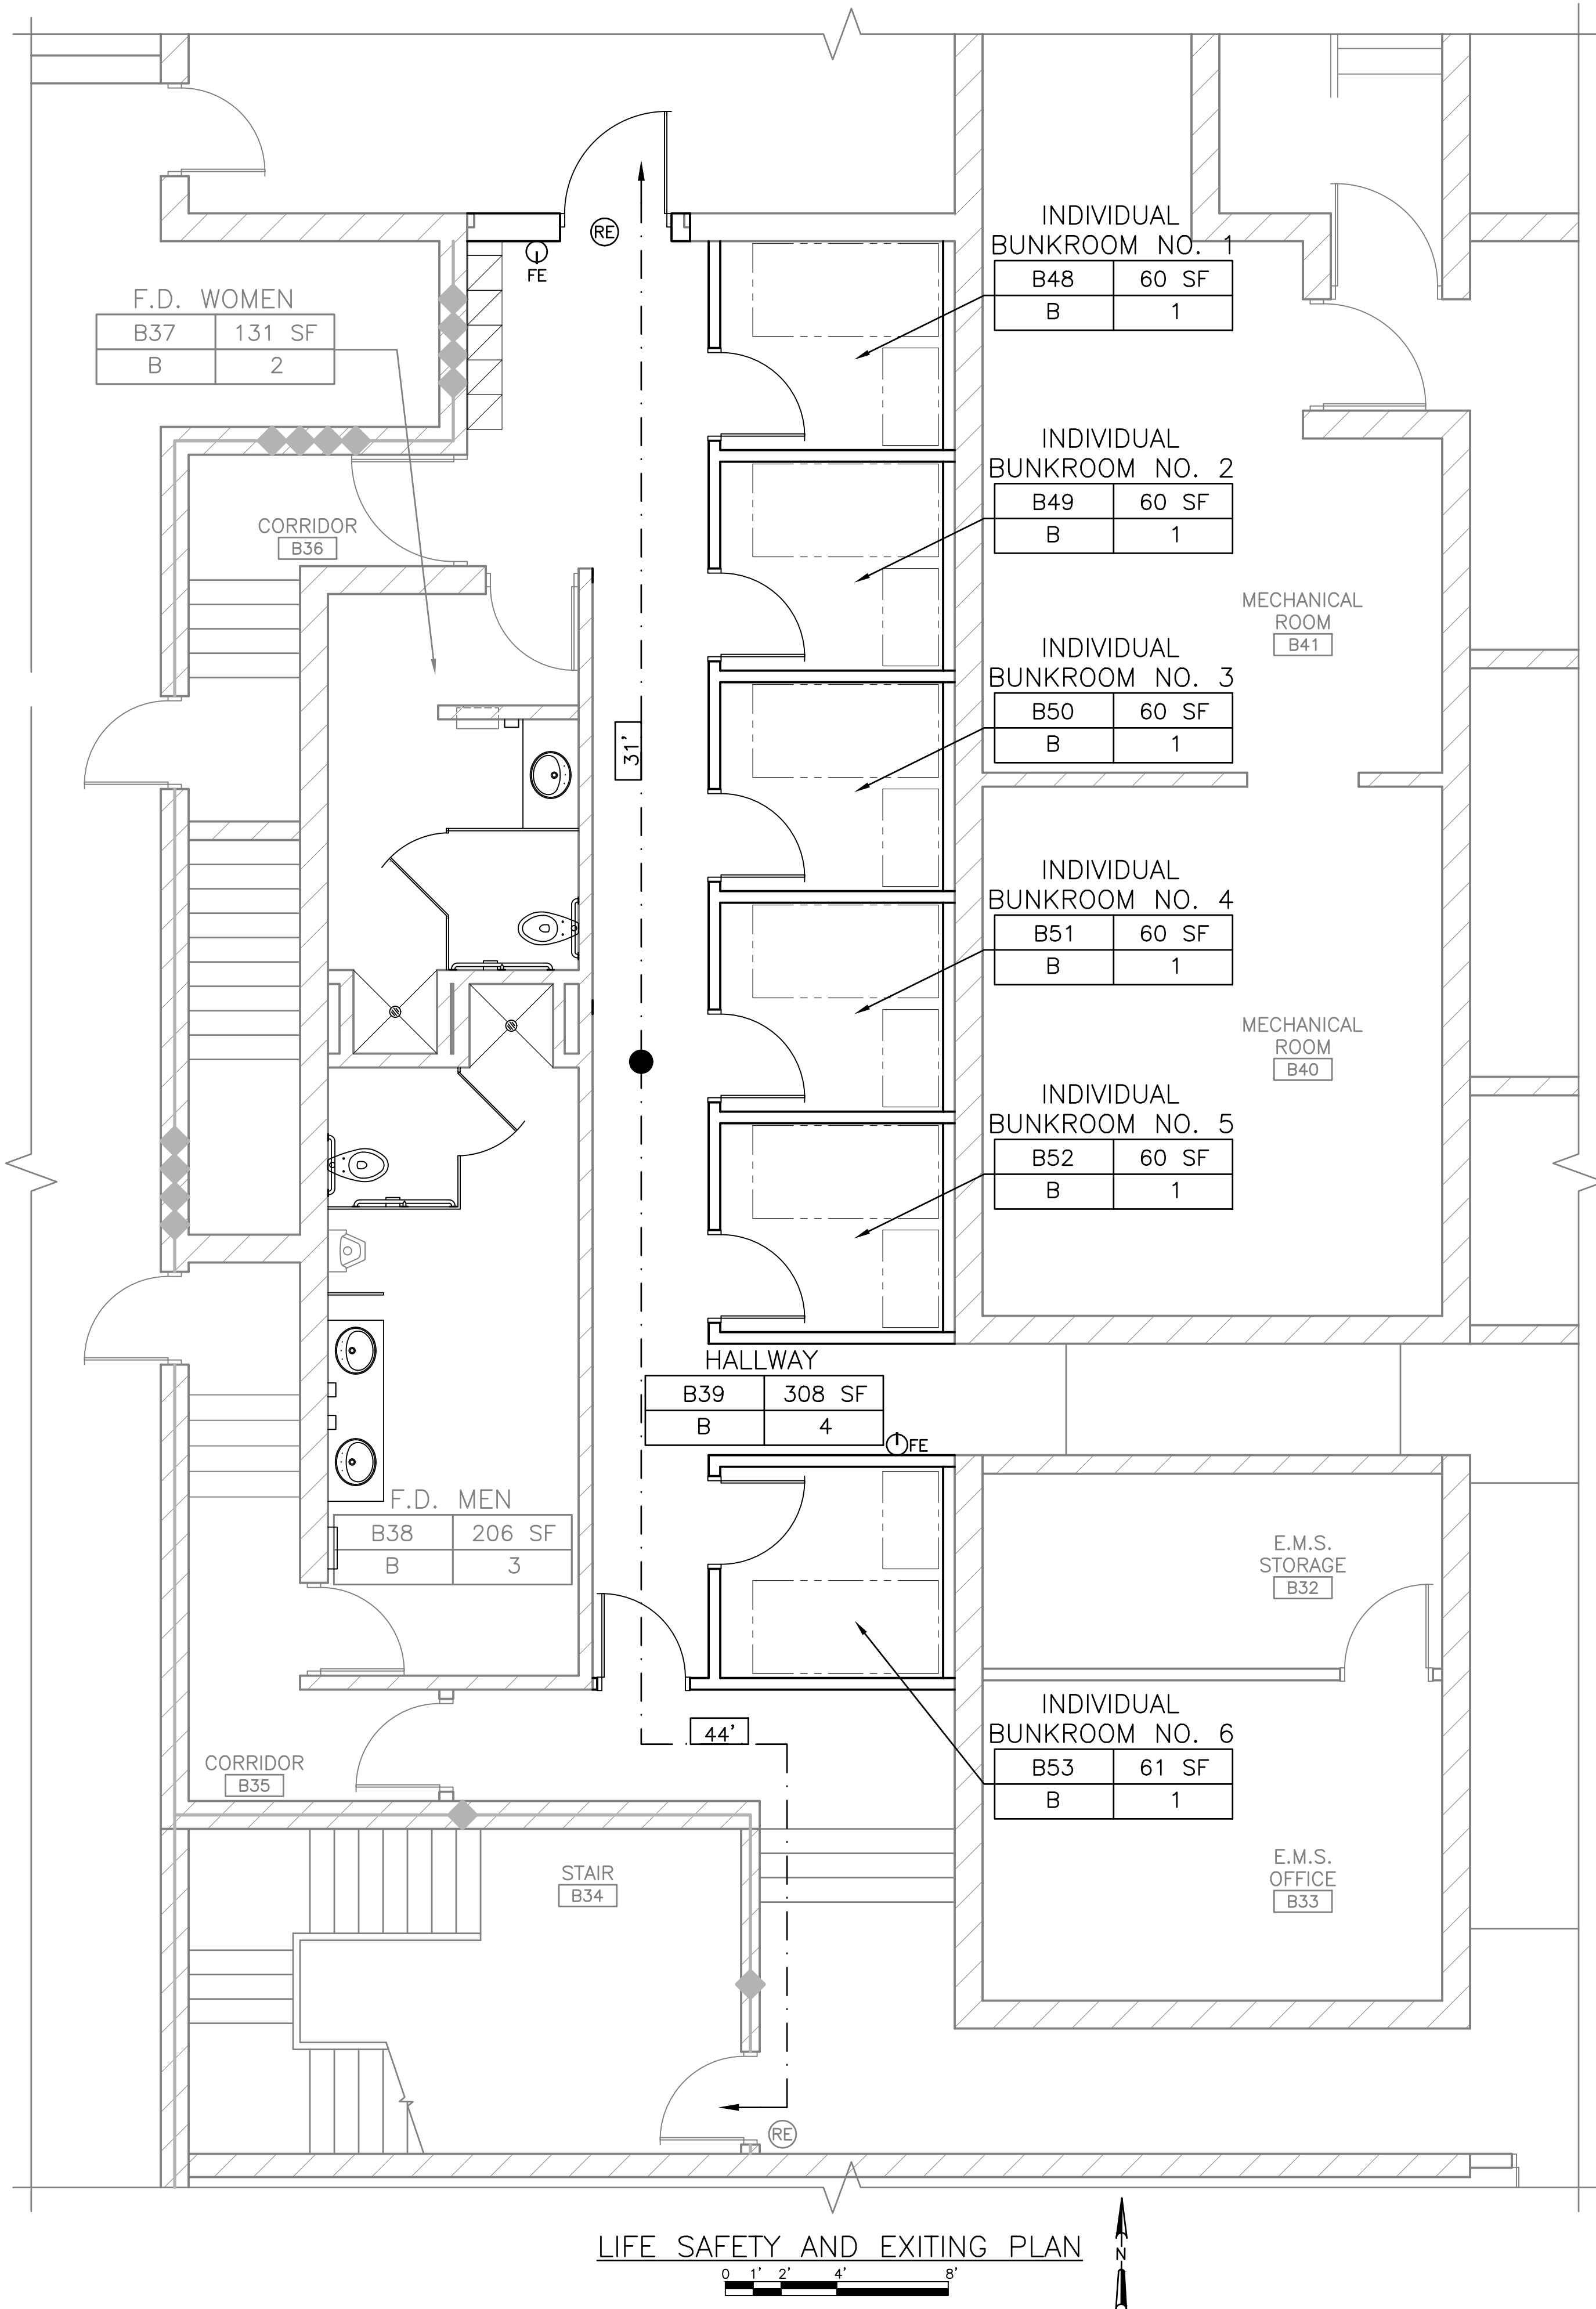 RE
FE
INDIVIDUAL
BUNKROOM NO. 1
B48 60 SF
B 1
F.D. WOMEN
B37 131 SF
B 2
INDIVIDUAL
BUNKROOM NO. 2
B49 60 SF
B 1
CORRIDOR
B36
MECHANICAL
ROOM
B41
INDIVIDUAL
BUNKROOM NO. 3
B50 60 SF
B 1
31'
INDIVIDUAL
BUNKROOM NO. 4
B51 60 SF
B 1
MECHANICAL
ROOM
B40
INDIVIDUAL
BUNKROOM NO. 5
B52 60 SF
B 1
HALLWAY
B39 308 SF
B 4
FE
F.D. MEN
B38 206 SF
B 3
E.M.S.
STORAGE
B32
INDIVIDUAL
BUNKROOM NO. 6
B53 61 SF
B 1
44'
CORRIDOR
B35
STAIR
B34
E.M.S.
OFFICE
B33
RE
LIFE SAFETY AND EXITING PLAN
N
0 1' 2' 4' 8'